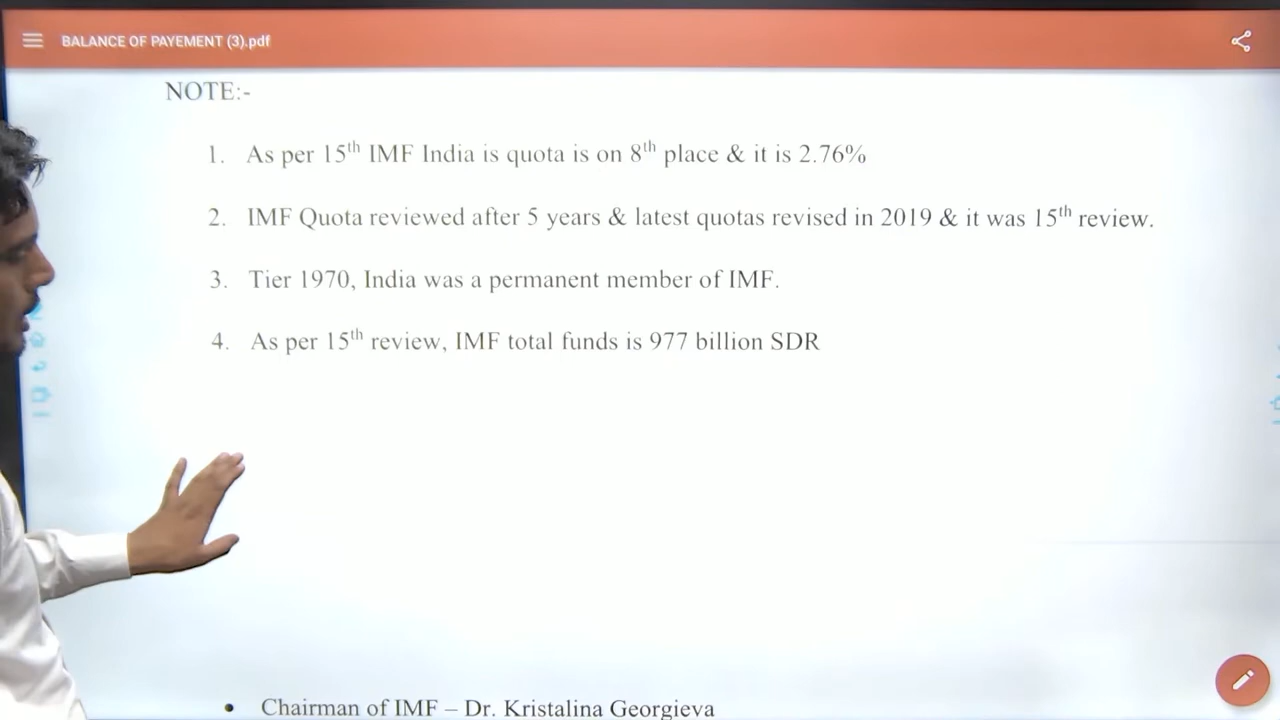 BALANCE OF PAYEMENT (3).pdf
NOTE:-
1. As per 15th IMF India is quota is on 8th place & it is 2.76%
2. IMF Quota reviewed after 5 years & latest quotas revised in 2019 & it was 15th review.
3. Tier 1970, India was a permanent member of IMF.
4. As per 15th review, IMF total funds is 977 billion SDR
• Chairman of IMF – Dr. Kristalina Georgieva